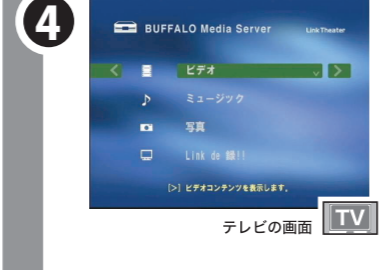 4
BUFFALO Media Server LinkTheater
< ビデオ >
ミュージック
写真
Link de 録!!
[>] ビデオコンテンツを表示します。
テレビの画面 TV